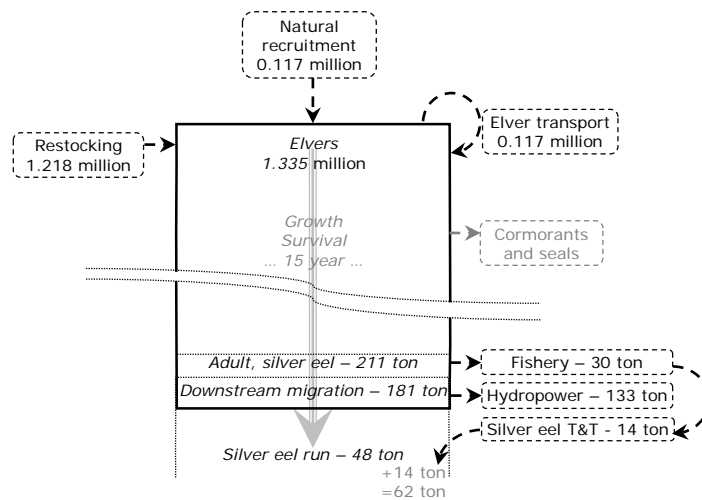 Natural
recruitment
0.117 million
Restocking
1.218 million
Elvers
1.335 million
Elver transport
0.117 million
Growth
Survival
... 15 year ...
Cormorants
and seals
Adult, silver eel – 211 ton
Fishery – 30 ton
Downstream migration – 181 ton
Hydropower – 133 ton
Silver eel T&T - 14 ton
Silver eel run – 48 ton
+14 ton
=62 ton